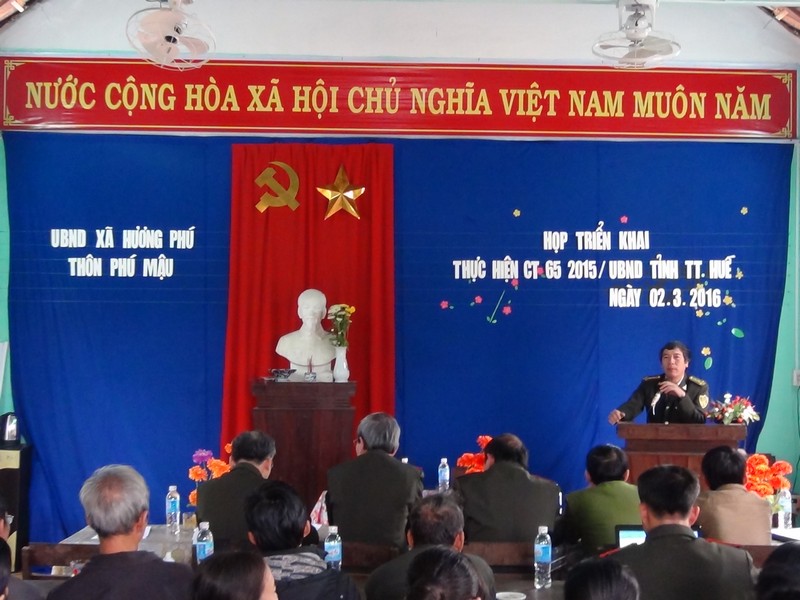 NƯỚC CỘNG HÒA XÃ HỘI CHỦ NGHĨA VIỆT NAM MUÔN NĂM
UBND XÃ HƯƠNG PHÚ
THÔN PHÚ MẬU
HỌP TRIỂN KHAI
THỰC HIỆN CT 65 2015/UBND TỈNH TT. HUẾ
NGÀY 02.3.2016